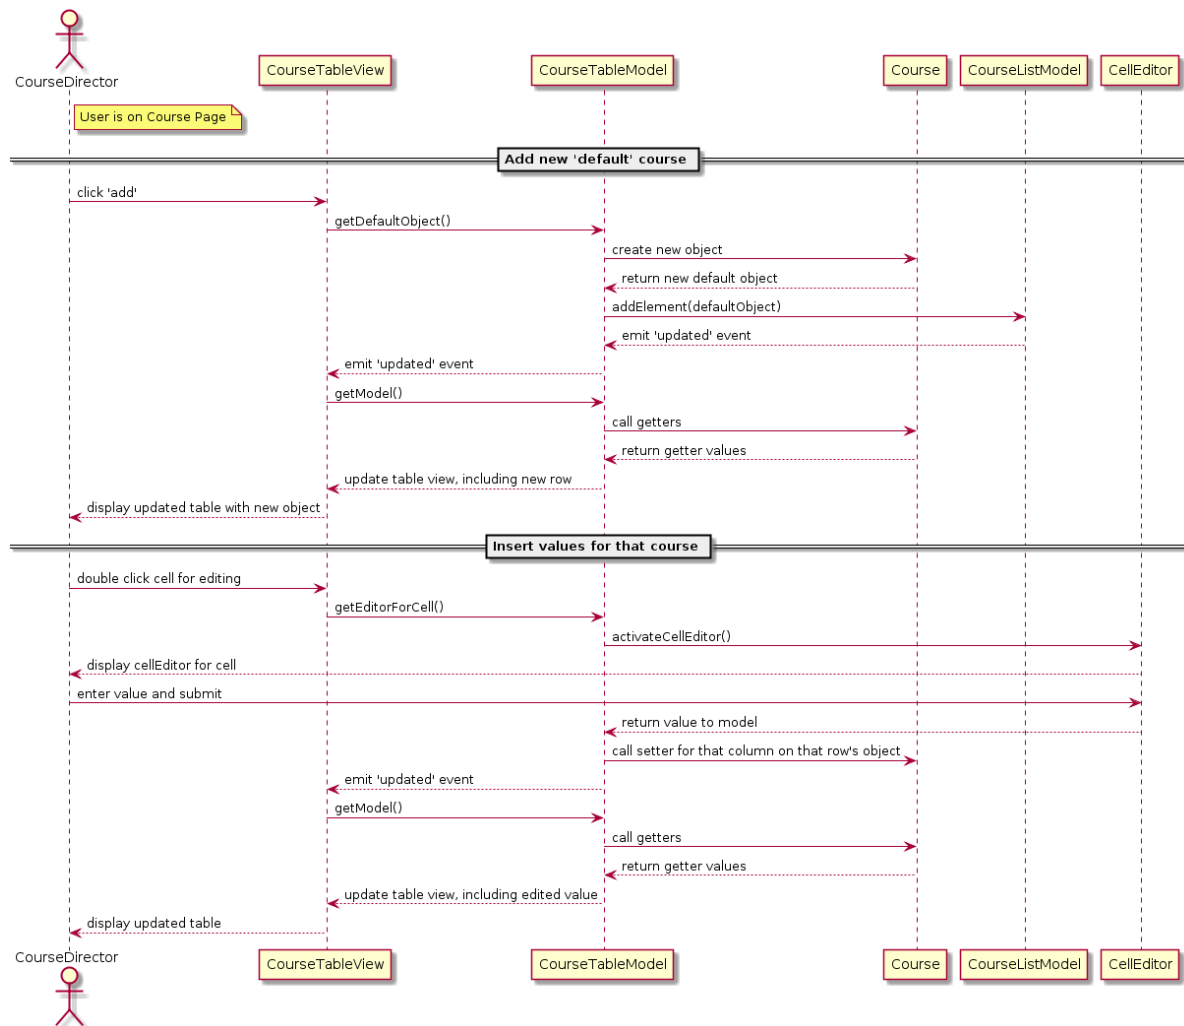 CourseDirector
CourseTableView
CourseTableModel
Course
CourseListModel
CellEditor
User is on Course Page
Add new 'default' course
click 'add'
getDefaultObject()
create new object
return new default object
addElement(defaultObject)
emit 'updated' event
emit 'updated' event
getModel()
call getters
return getter values
update table view, including new row
display updated table with new object
Insert values for that course
double click cell for editing
getEditorForCell()
activateCellEditor()
display cellEditor for cell
enter value and submit
return value to model
call setter for that column on that row's object
emit 'updated' event
getModel()
call getters
return getter values
update table view, including edited value
display updated table
CourseDirector
CourseTableView
CourseTableModel
Course
CourseListModel
CellEditor